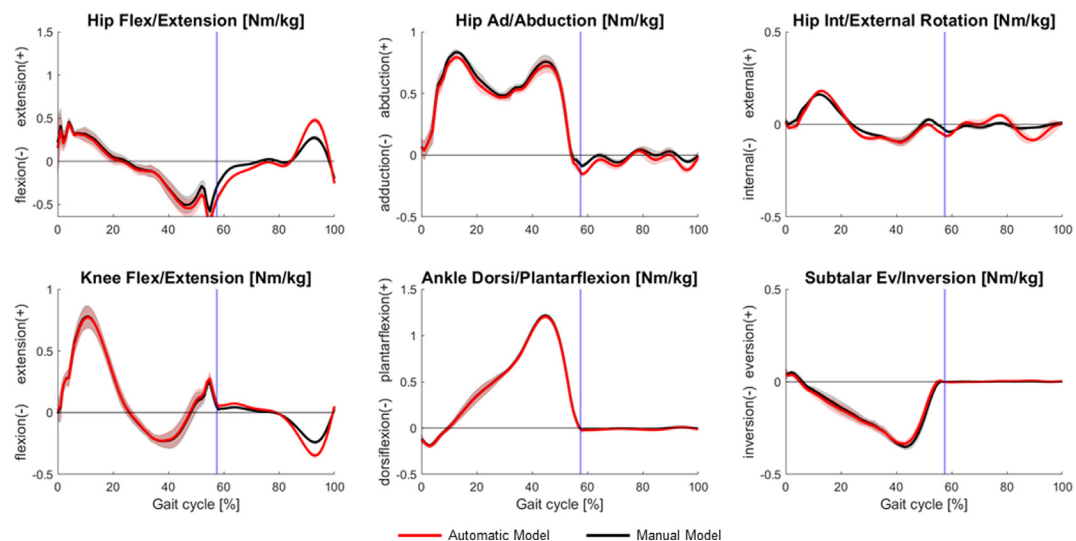 Hip Flex/Extension [Nm/kg]
extension(+)
flexion(-)
1.5
1
0.5
0
-0.5
0 20 40 60 80 100
Hip Ad/Abduction [Nm/kg]
abduction(+)
adduction(-)
1
0.5
0
-0.5
0 20 40 60 80 100
Hip Int/External Rotation [Nm/kg]
external(+)
internal(-)
0.5
0
-0.5
0 20 40 60 80 100
Knee Flex/Extension [Nm/kg]
extension(+)
flexion(-)
1
0.5
0
-0.5
0 20 40 60 80 100
Gait cycle [%]
Ankle Dorsi/Plantarflexion [Nm/kg]
plantarflexion(+)
dorsiflexion(-)
1.5
1
0.5
0
-0.5
0 20 40 60 80 100
Gait cycle [%]
Subtalar Ev/Inversion [Nm/kg]
eversion(+)
inversion(-)
0.5
0
-0.5
0 20 40 60 80 100
Gait cycle [%]
Automatic Model
Manual Model